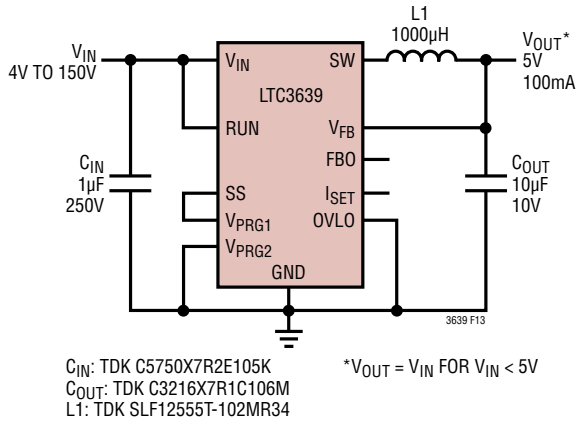 L1
1000µH
VIN
4V TO 150V
VIN
SW
VOUT*
5V
100mA
LTC3639
RUN
VFB
FBO
CIN
1µF
250V
SS
ISET
COUT
10µF
10V
VPRG1
OVLO
VPRG2
GND
3639 F13
CIN: TDK C5750X7R2E105K
*VOUT = VIN FOR VIN < 5V
COUT: TDK C3216X7R1C106M
L1: TDK SLF12555T-102MR34